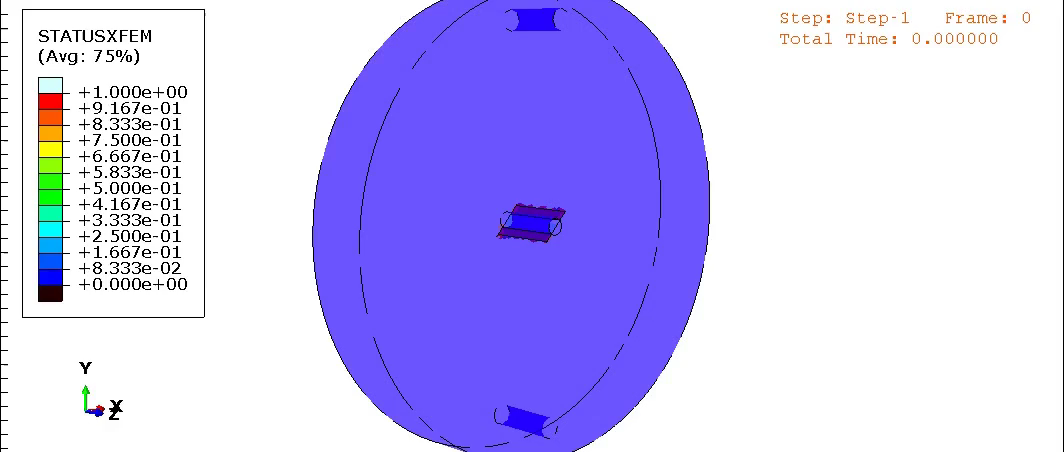 STATUSXFEM
(Avg: 75%)
+1.000e+00
+9.167e-01
+8.333e-01
+7.500e-01
+6.667e-01
+5.833e-01
+5.000e-01
+4.167e-01
+3.333e-01
+2.500e-01
+1.667e-01
+8.333e-02
+0.000e+00
Step: Step-1 Frame: 0
Total Time: 0.000000
Y
X
Z